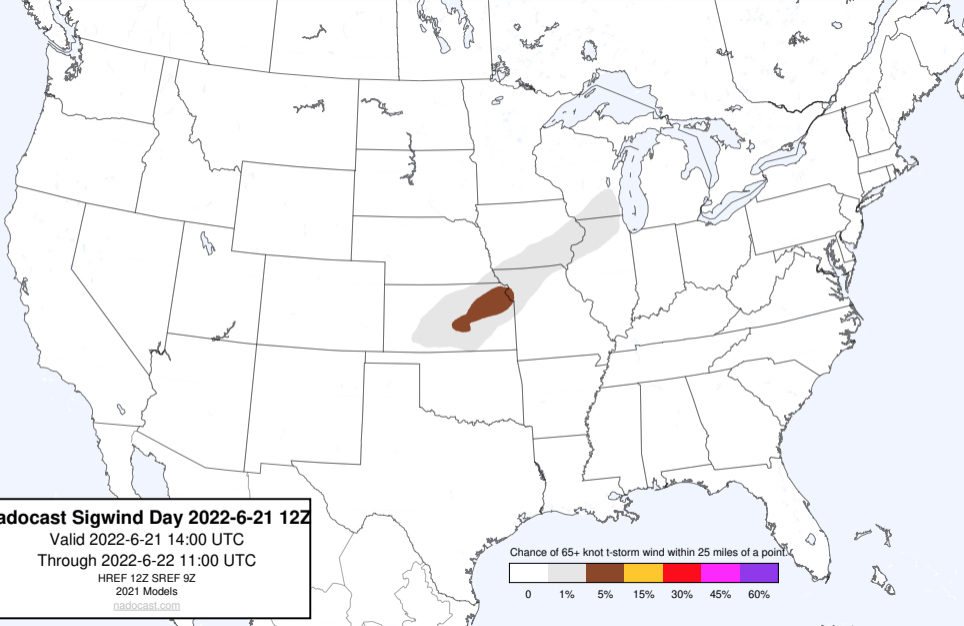 adocast Sigwind Day 2022-6-21 12Z
Valid 2022-6-21 14:00 UTC
Through 2022-6-22 11:00 UTC
HREF 12Z SREF 9Z
2021 Models
nadocast.com
Chance of 65+ knot t-storm wind within 25 miles of a point.
0 1% 5% 15% 30% 45% 60%